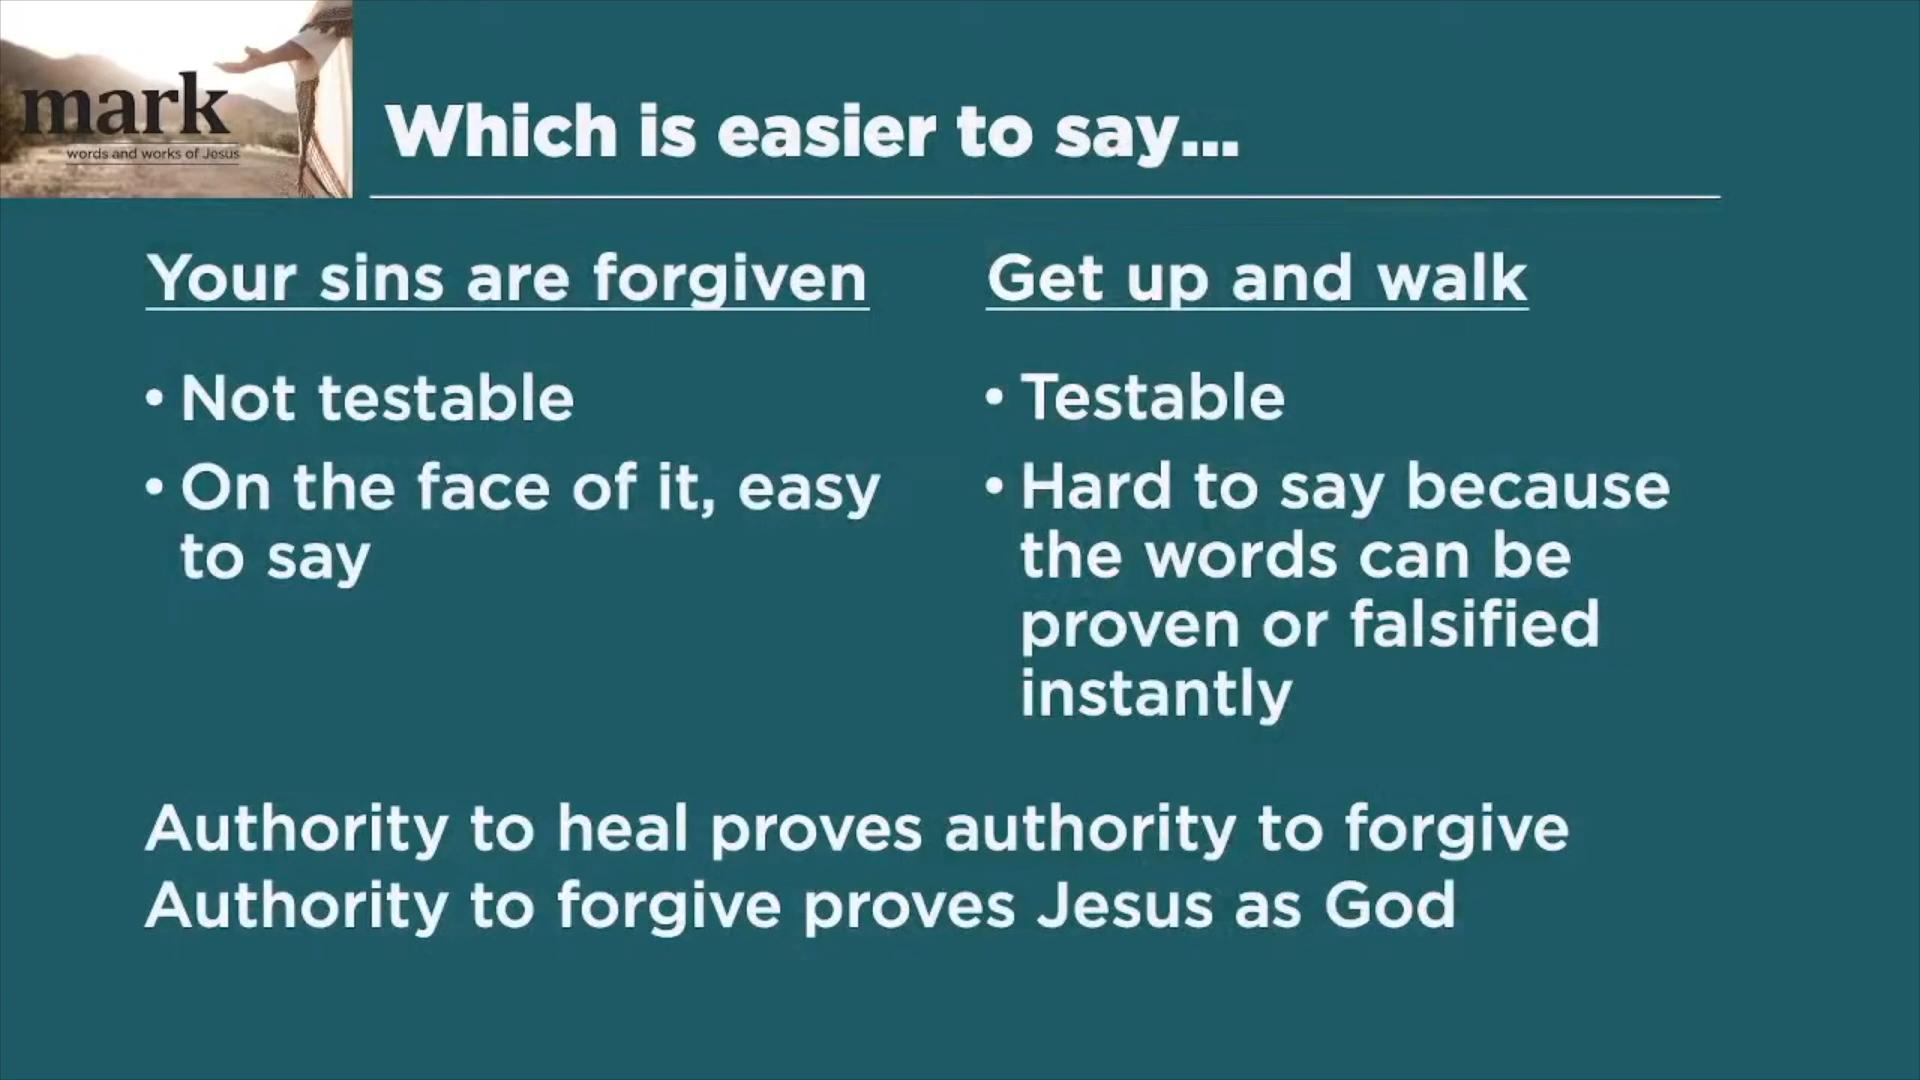 mark
words and works of Jesus
Which is easier to say...
Your sins are forgiven
• Not testable
• On the face of it, easy
to say
Get up and walk
• Testable
• Hard to say because
the words can be
proven or falsified
instantly
Authority to heal proves authority to forgive
Authority to forgive proves Jesus as God